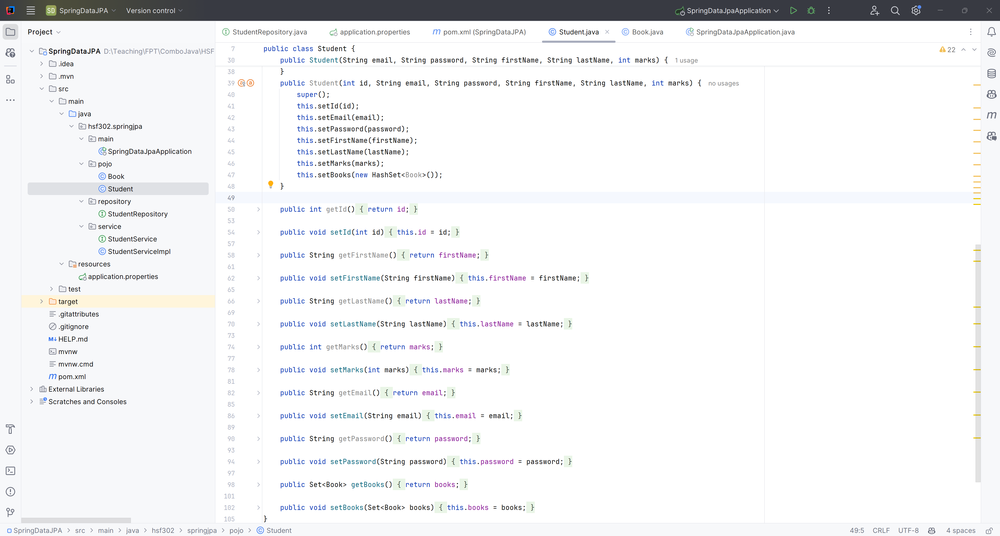 SD SpringDataJPA Version control SpringDataJpaApplication
Project
SpringDataJPA D:\Teaching\FPT\ComboJava\HSF
.idea
.mvn
src
main
java
hsf302.springjpa
main
SpringDataJpaApplication
pojo
Book
Student
repository
StudentRepository
service
StudentService
StudentServiceImpl
resources
application.properties
test
target
.gitattributes
.gitignore
M↓ HELP.md
mvnw
mvnw.cmd
m pom.xml
External Libraries
Scratches and Consoles
StudentRepository.java application.properties m pom.xml (SpringDataJPA) Student.java Book.java SpringDataJpaApplication.java
22
7 public class Student {
30 public Student(String email, String password, String firstName, String lastName, int marks) { 1 usage
38 }
39 public Student(int id, String email, String password, String firstName, String lastName, int marks) { no usages
40 super();
41 this.setId(id);
42 this.setEmail(email);
43 this.setPassword(password);
44 this.setFirstName(firstName);
45 this.setLastName(lastName);
46 this.setMarks(marks);
47 this.setBooks(new HashSet<Book>());
48 }
49
50 public int getId() { return id; }
53
54 public void setId(int id) { this.id = id; }
57
58 public String getFirstName() { return firstName; }
61
62 public void setFirstName(String firstName) { this.firstName = firstName; }
65
66 public String getLastName() { return lastName; }
69
70 public void setLastName(String lastName) { this.lastName = lastName; }
73
74 public int getMarks() { return marks; }
77
78 public void setMarks(int marks) { this.marks = marks; }
81
82 public String getEmail() { return email; }
85
86 public void setEmail(String email) { this.email = email; }
89
90 public String getPassword() { return password; }
93
94 public void setPassword(String password) { this.password = password; }
97
98 public Set<Book> getBooks() { return books; }
101
102 public void setBooks(Set<Book> books) { this.books = books; }
105 }
SpringDataJPA > src > main > java > hsf302 > springjpa > pojo > Student 49:5 CRLF UTF-8 4 spaces